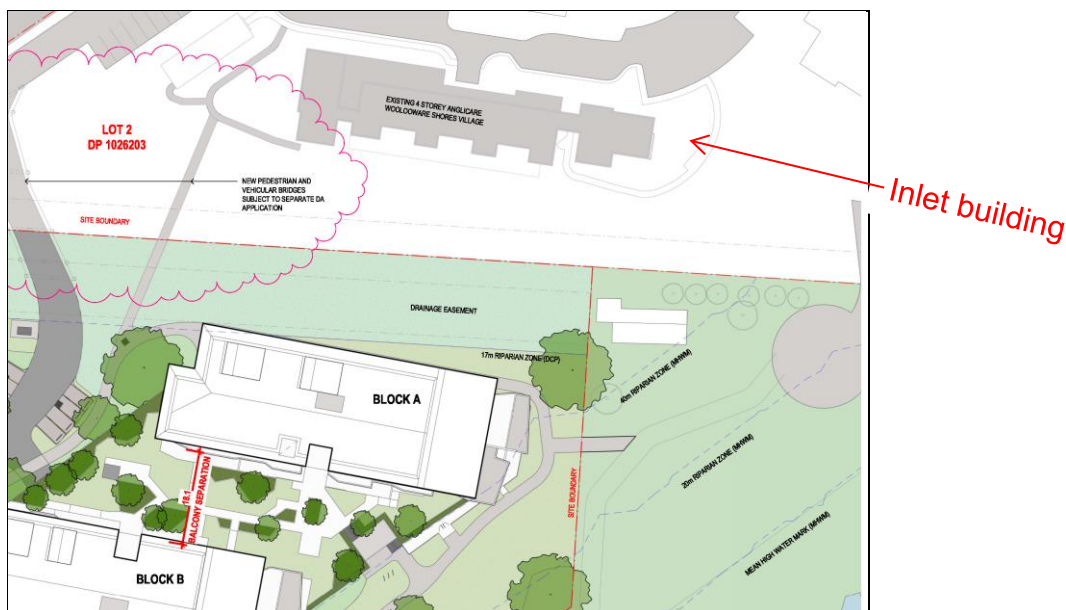 EXISTING 4 STOREY ANGLICARE
WOOLOOWARE SHORES VILLAGE
LOT 2
DP 1026203
NEW PEDESTRIAN AND
VEHICULAR BRIDGES
SUBJECT TO SEPARATE DA
APPLICATION
Inlet building
SITE BOUNDARY
DRAINAGE EASEMENT
17m RIPARIAN ZONE (DCP)
40m RIPARIAN ZONE (MHWM)
BLOCK A
20m RIPARIAN ZONE (MHWM)
SITE BOUNDARY
18.1
BALCONY SEPARATION
MEAN HIGH WATER MARK (MHWM)
BLOCK B